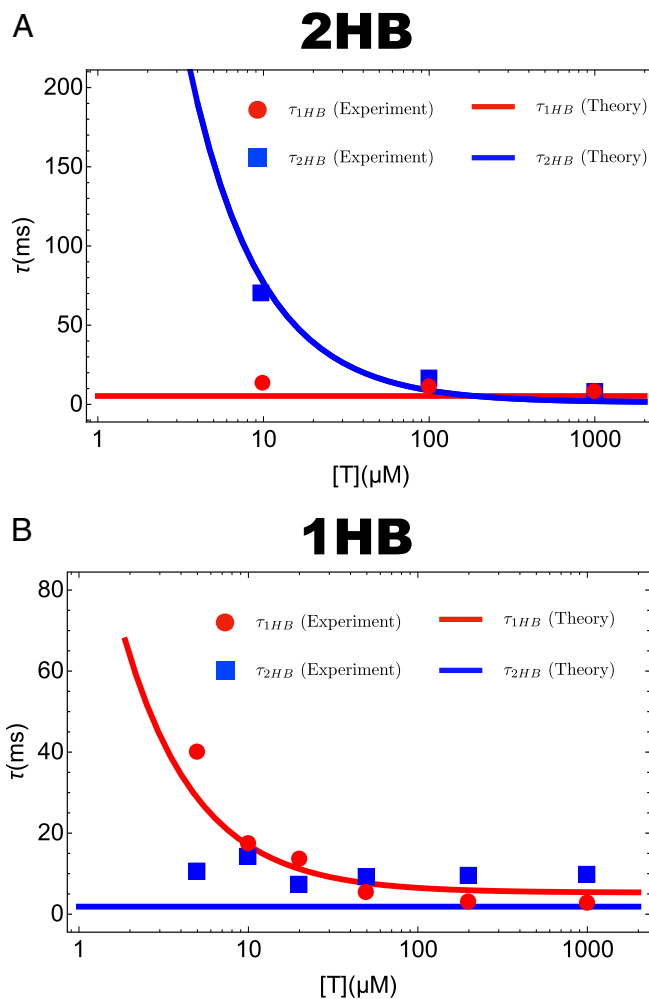 A
2HB
200
150
100
50
0
τ(ms)
τ1HB (Experiment)
τ1HB (Theory)
τ2HB (Experiment)
τ2HB (Theory)
1
10
100
1000
[T](μM)
B
1HB
80
60
40
20
0
τ(ms)
τ1HB (Experiment)
τ1HB (Theory)
τ2HB (Experiment)
τ2HB (Theory)
1
10
100
1000
[T](μM)